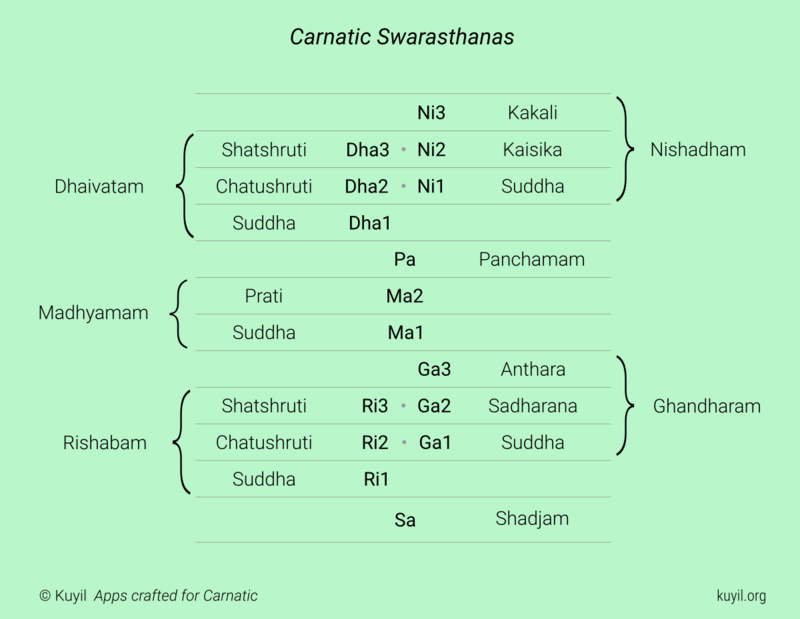 Carnatic Swarasthanas
Ni3 Kakali
Shatshruti Dha3 • Ni2 Kaisika Nishadham
Dhaivatam Chatushruti Dha2 • Ni1 Suddha
Suddha Dha1
Pa Panchamam
Prati Ma2
Madhyamam
Suddha Ma1
Ga3 Anthara
Shatshruti Ri3 • Ga2 Sadharana Ghandharam
Rishabam Chatushruti Ri2 • Ga1 Suddha
Suddha Ri1
Sa Shadjam
© Kuyil Apps crafted for Carnatic kuyil.org